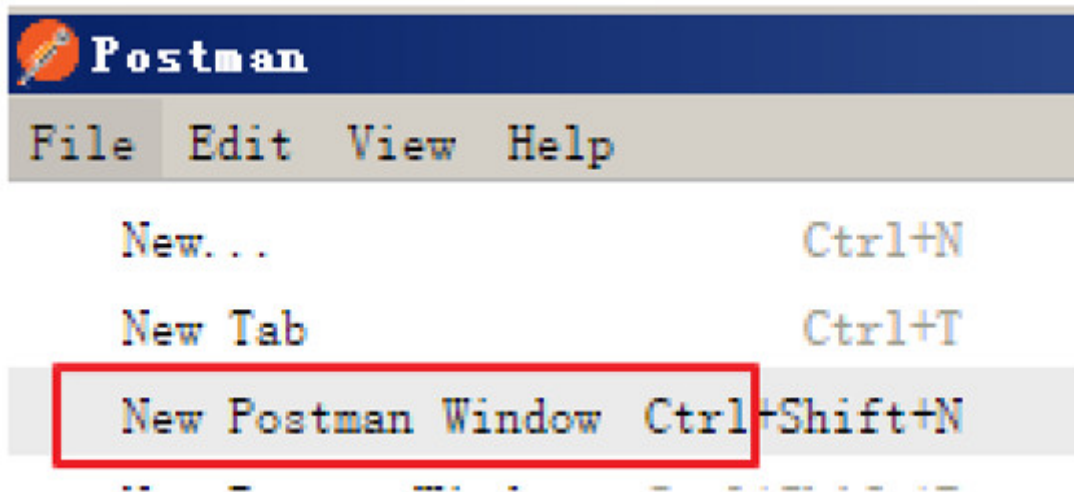 Postman
File Edit View Help
New... Ctrl+N
New Tab Ctrl+T
New Postman Window Ctrl+Shift+N